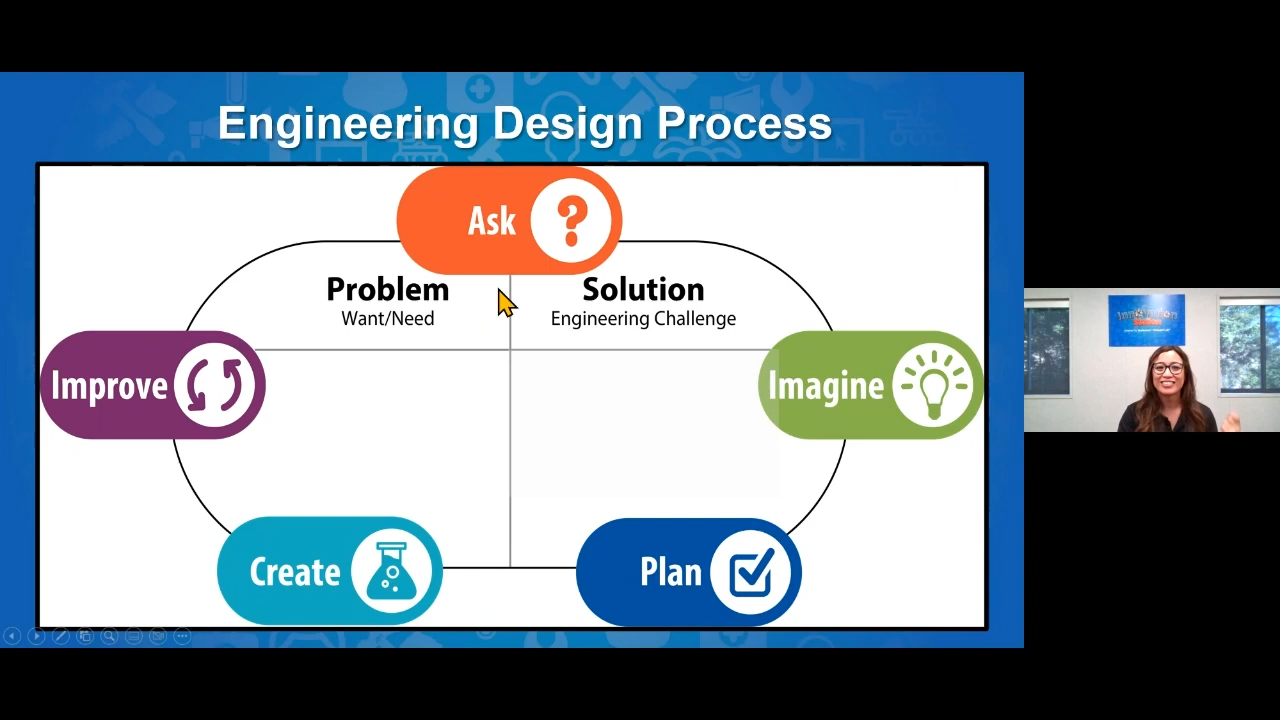 Engineering Design Process
Ask
?
Problem
Solution
Want/Need
Engineering Challenge
Improve
Imagine
Create
Plan